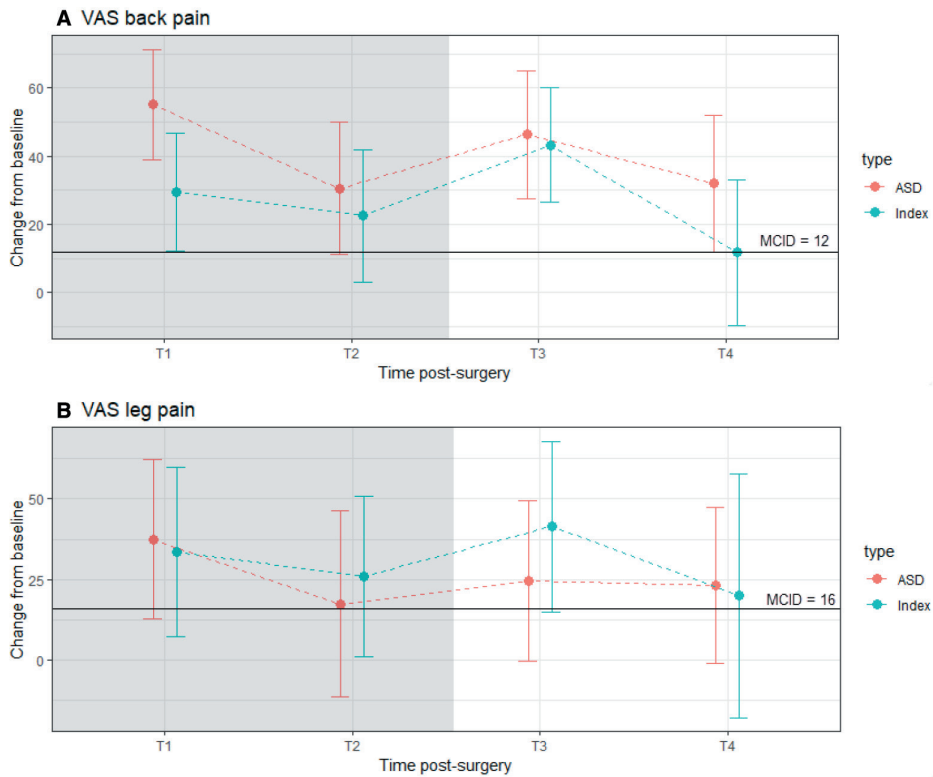 A VAS back pain
Change from baseline
60
40
20
0
MCID = 12
T1 T2 T3 T4
Time post-surgery
type
ASD
Index
B VAS leg pain
Change from baseline
50
25
0
MCID = 16
T1 T2 T3 T4
Time post-surgery
type
ASD
Index